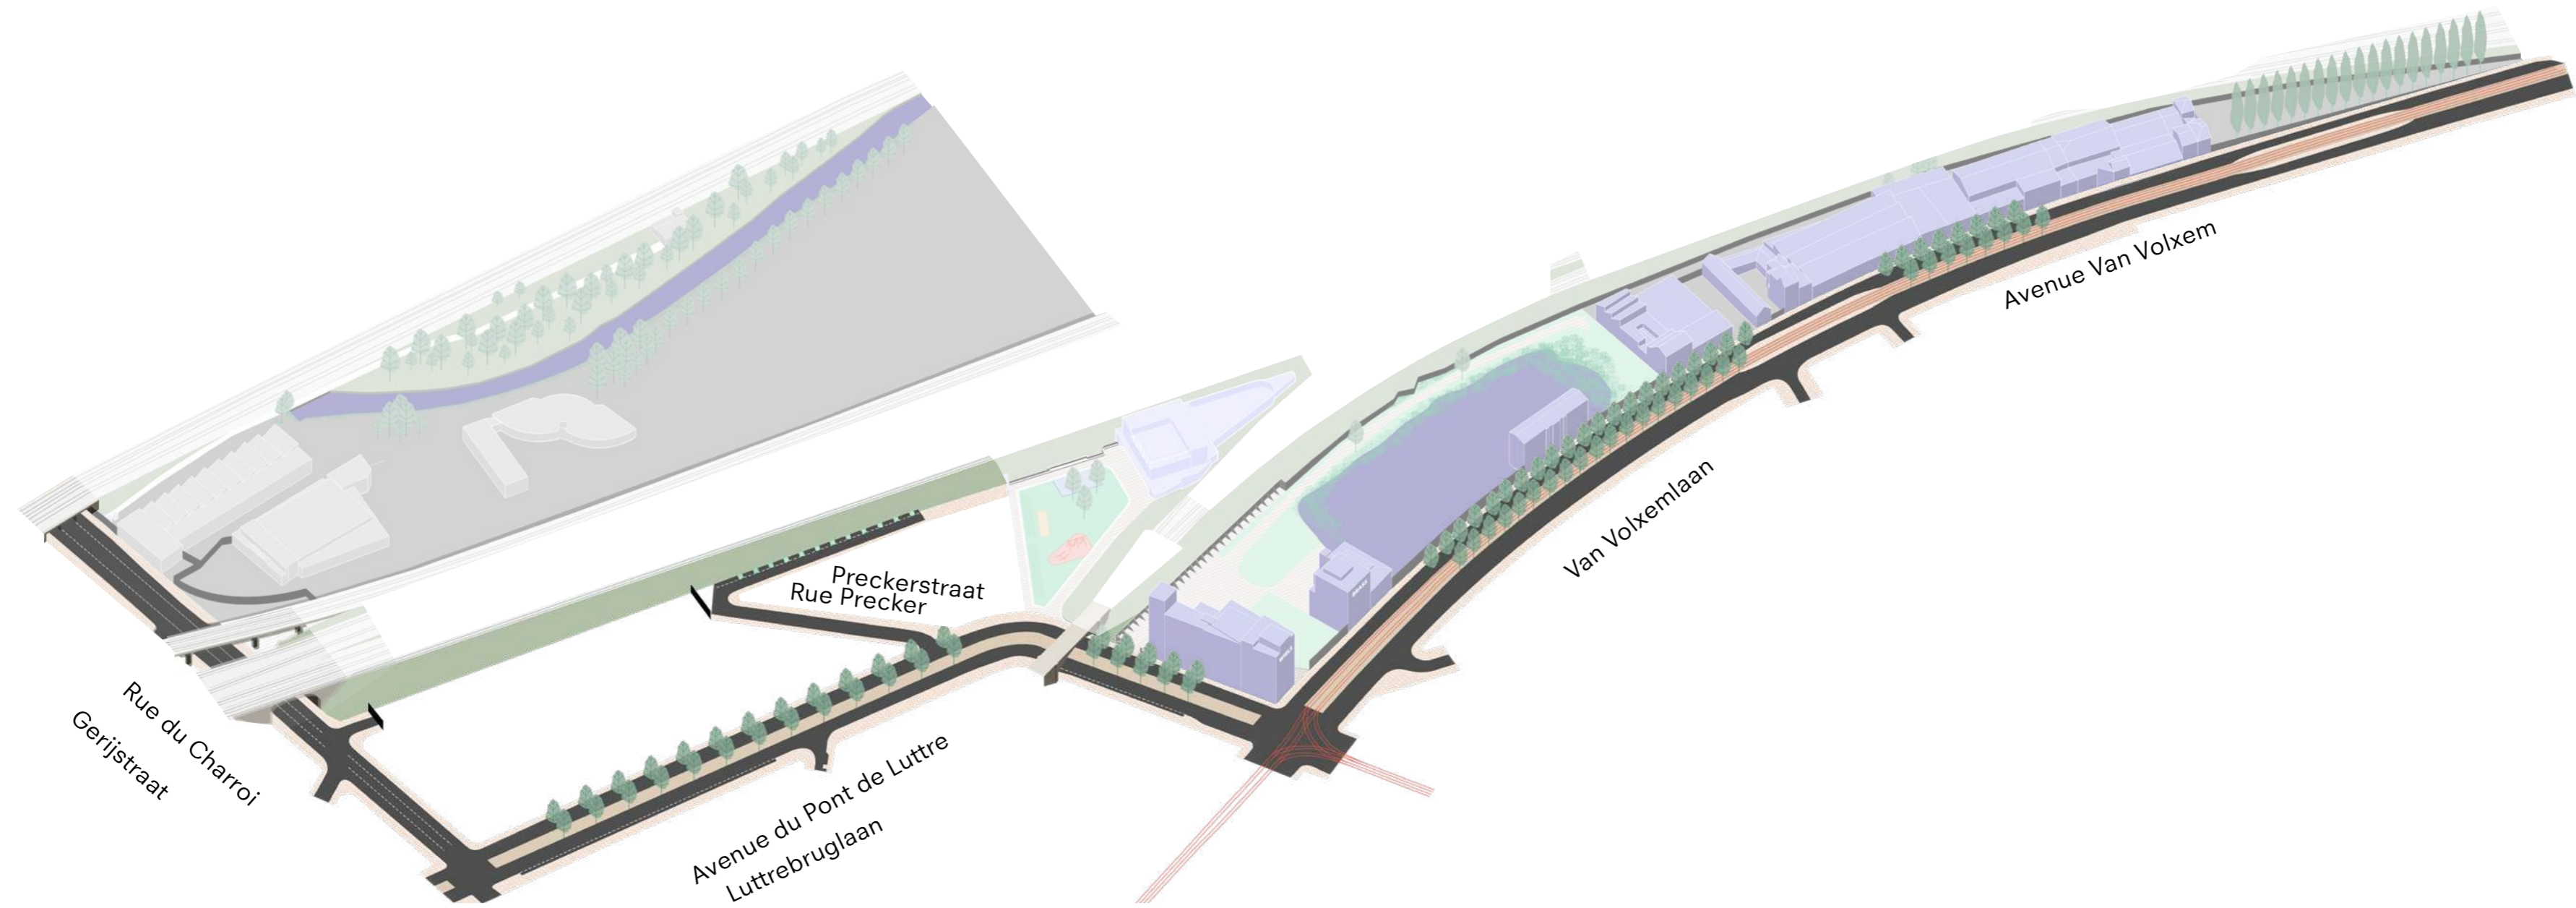 Avenue Van Volxem
Van Volxemlaan
Preckerstraat
Rue Precker
Rue du Charroi
Gerijstraat
Avenue du Pont de Luttre
Luttrebruglaan